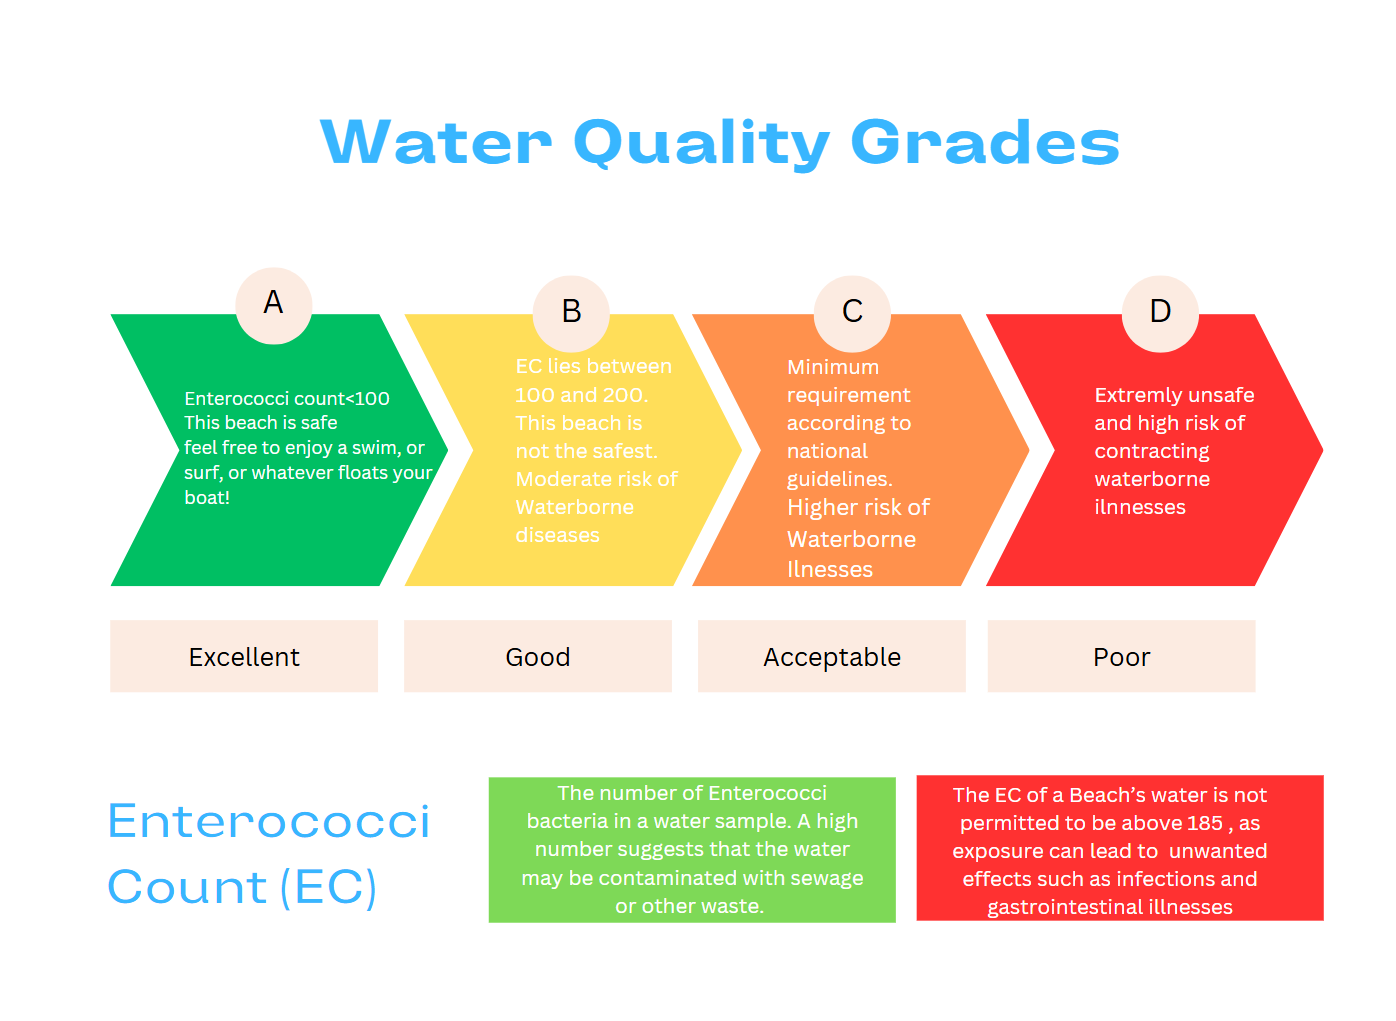 Water Quality Grades
A
Enterococci count<100
This beach is safe
feel free to enjoy a swim, or
surf, or whatever floats your
boat!
B
EC lies between
100 and 200.
This beach is
not the safest.
Moderate risk of
Waterborne
diseases
C
Minimum
requirement
according to
national
guidelines.
Higher risk of
Waterborne
Ilnesses
D
Extremly unsafe
and high risk of
contracting
waterborne
ilnnesses
Excellent
Good
Acceptable
Poor
Enterococci
Count (EC)
The number of Enterococci
bacteria in a water sample. A high
number suggests that the water
may be contaminated with sewage
or other waste.
The EC of a Beach’s water is not
permitted to be above 185 , as
exposure can lead to  unwanted
effects such as infections and
gastrointestinal illnesses